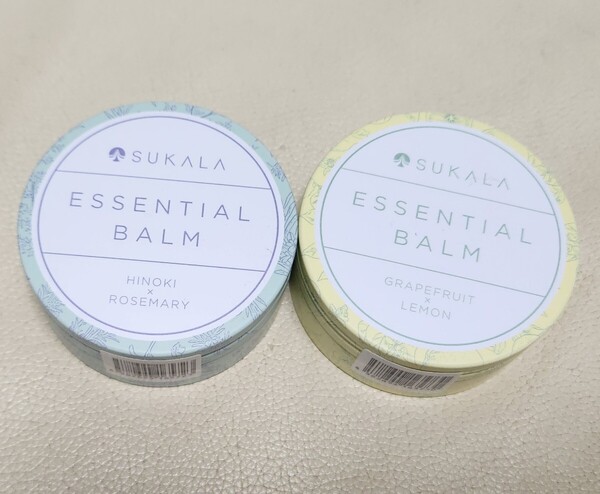 SUKALA
ESSENTIAL
BALM
HINOKI
×
ROSEMARY
SUKALA
ESSENTIAL
BALM
GRAPEFRUIT
×
LEMON